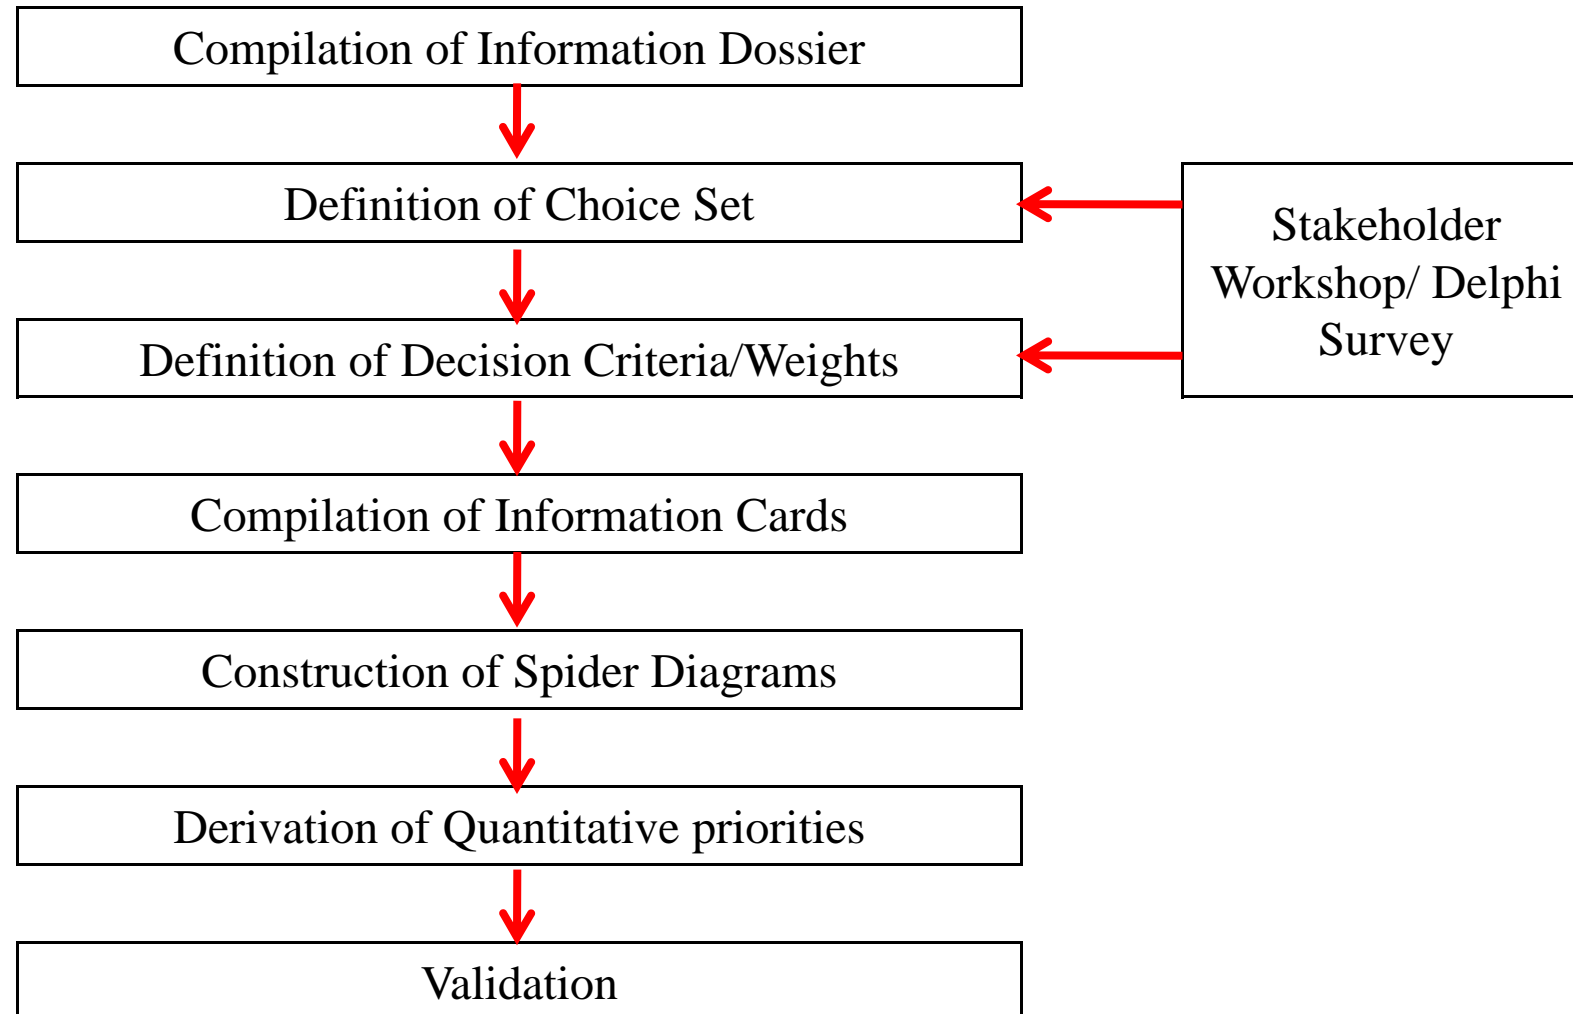 Compilation of Information Dossier
Definition of Choice Set
Stakeholder
Workshop/ Delphi
Survey
Definition of Decision Criteria/Weights
Compilation of Information Cards
Construction of Spider Diagrams
Derivation of Quantitative priorities
Validation